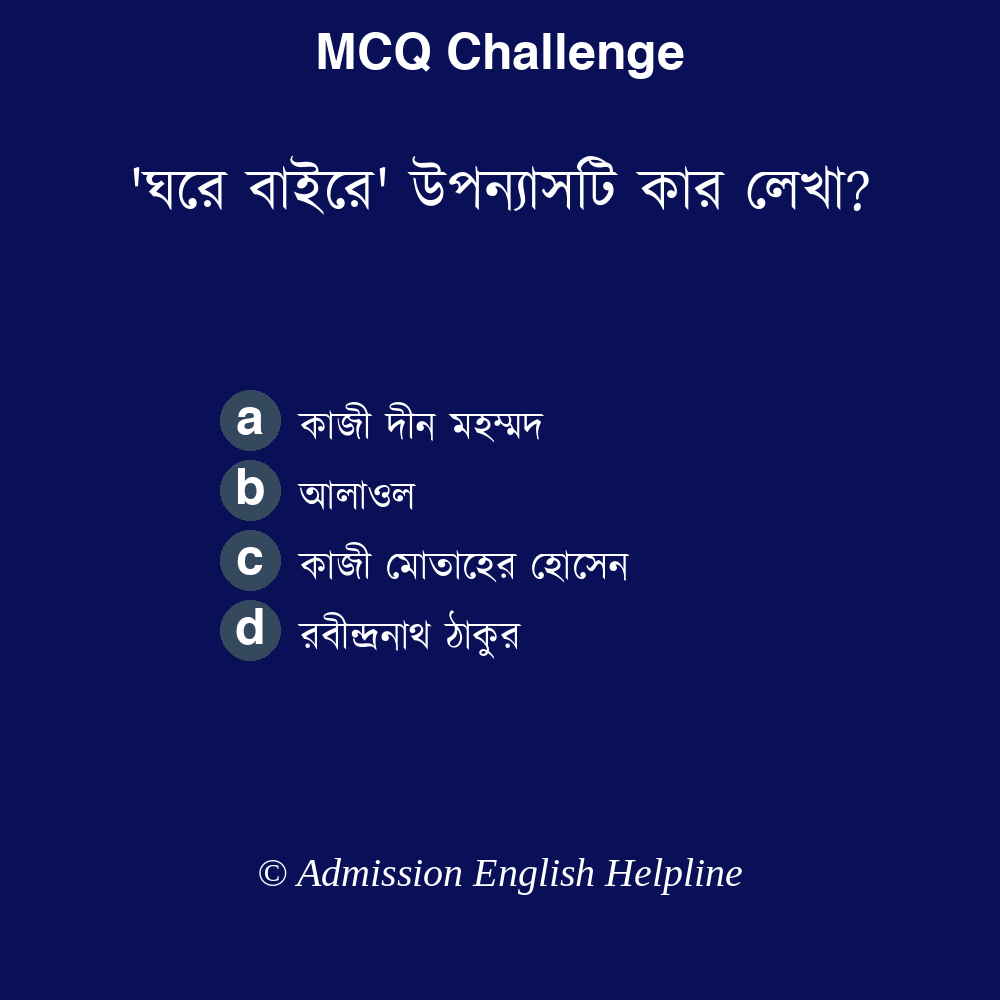 MCQ Challenge
'ঘরে বাইরে' উপন্যাসটি কার লেখা?
a কাজী দীন মহম্মদ
b আলাওল
c কাজী মোতাহের হোসেন
d রবীন্দ্রনাথ ঠাকুর
© Admission English Helpline